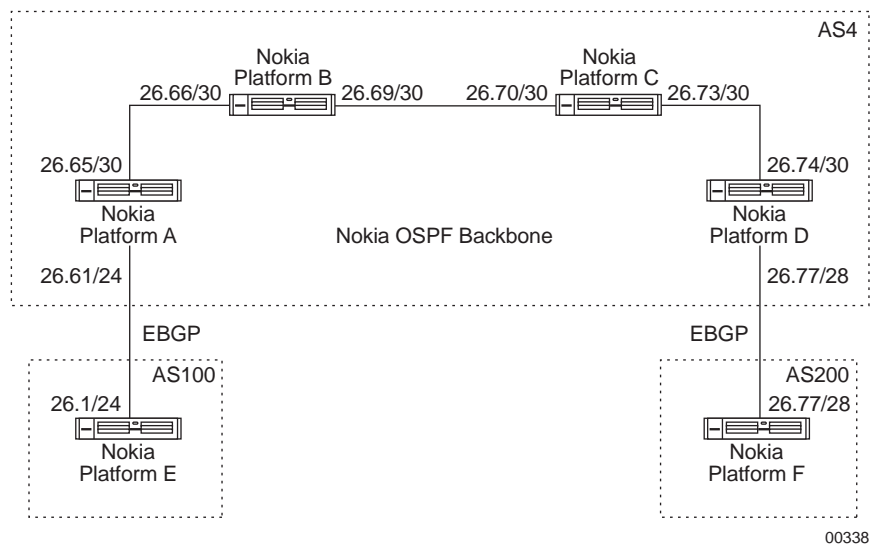 AS4
Nokia
Platform B
Nokia
Platform C
26.66/30
26.69/30
26.70/30
26.73/30
26.65/30
26.74/30
Nokia
Platform A
Nokia OSPF Backbone
Nokia
Platform D
26.61/24
26.77/28
EBGP
EBGP
AS100
AS200
26.1/24
26.77/28
Nokia
Platform E
Nokia
Platform F
00338